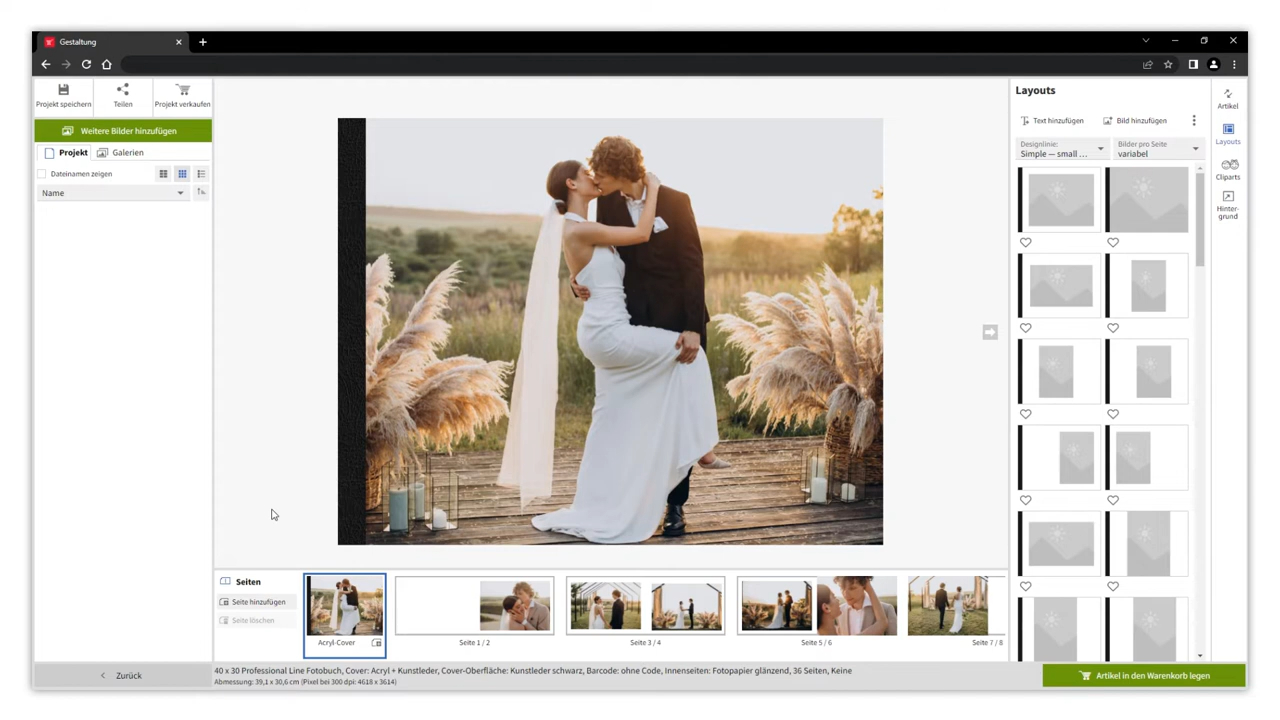 Gestaltung
Projekt speichern
Teilen
Projekt verkaufen
Weitere Bilder hinzufügen
Projekt
Galerien
Dateinamen zeigen
Name
Layouts
Text hinzufügen
Bild hinzufügen
Designlinie:
Simple — small ...
Bilder pro Seite
variabel
Artikel
Layouts
Cliparts
Hinter-
grund
Seiten
Seite hinzufügen
Seite löschen
Acryl-Cover
Seite 1 / 2
Seite 3 / 4
Seite 5 / 6
Seite 7 / 8
Zurück
40 x 30 Professional Line Fotobuch, Cover: Acryl + Kunstleder, Cover-Oberfläche: Kunstleder schwarz, Barcode: ohne Code, Innenseiten: Fotopapier glänzend, 36 Seiten, Keine
Abmessung: 39,1 x 30,6 cm (Pixel bei 300 dpi: 4618 x 3614)
Artikel in den Warenkorb legen